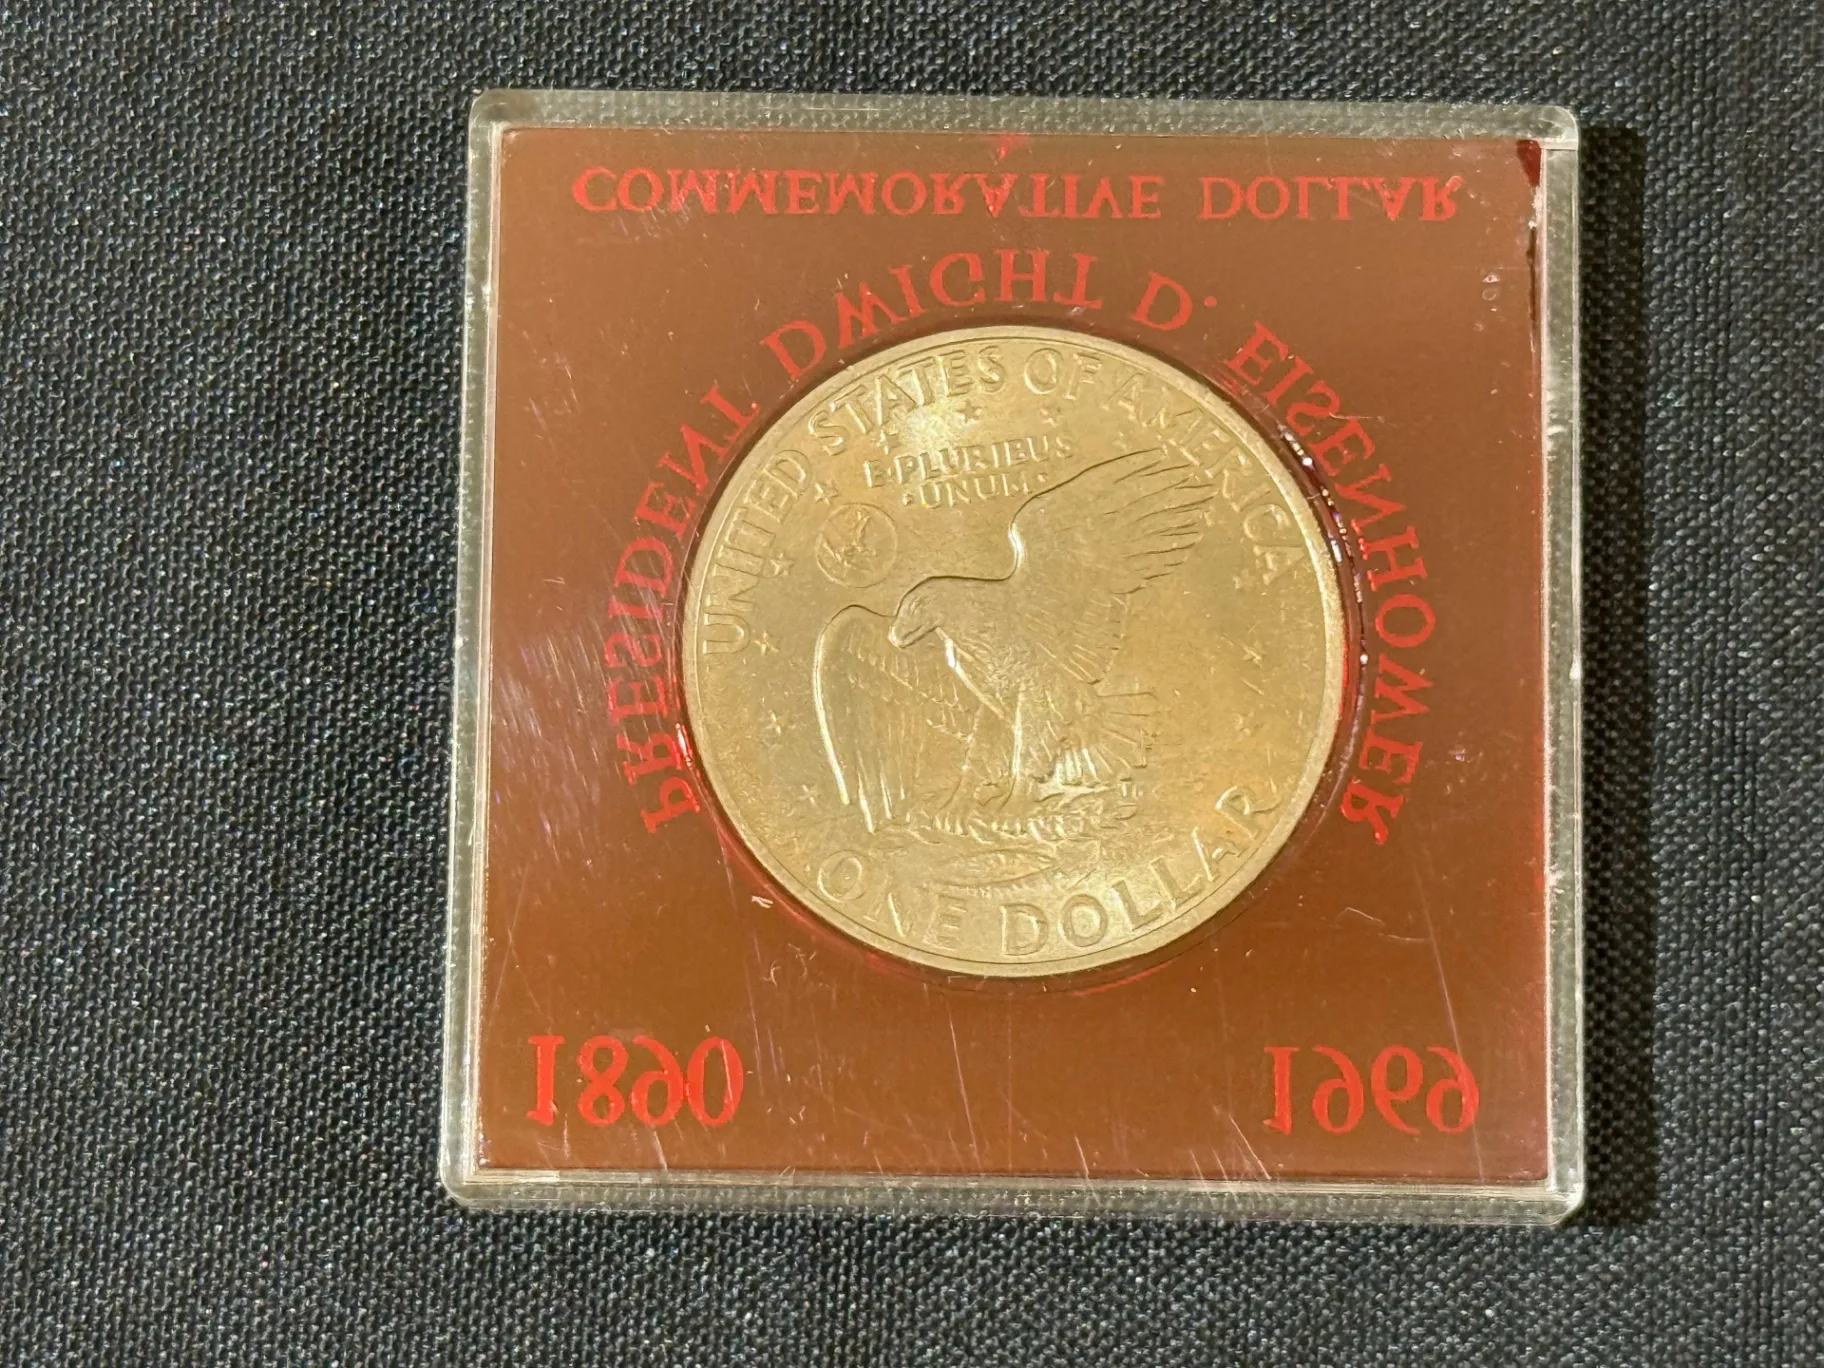 COMMEMORATIVE DOLLAR
PRESIDENT DWIGHT D. EISENHOWER
UNITED STATES OF AMERICA
E·PLURIBUS
·UNUM·
ONE DOLLAR
1890 1969